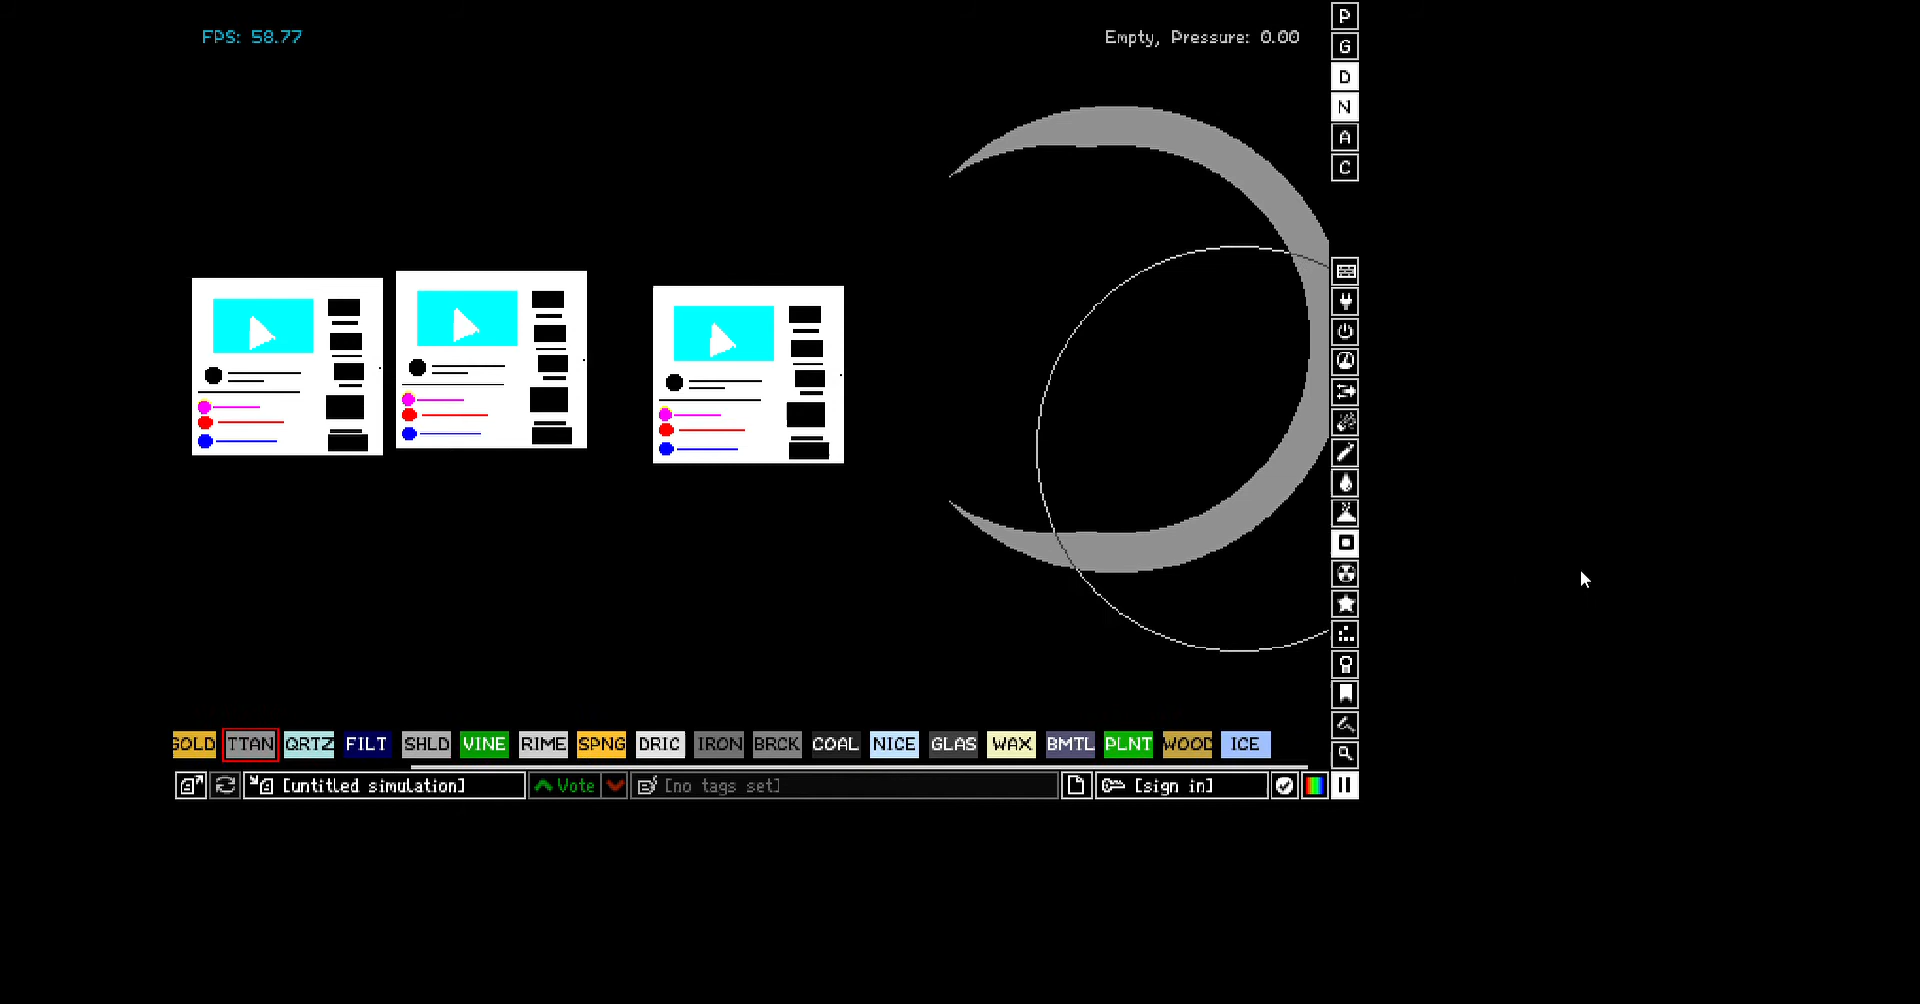 FPS: 58.77
Empty, Pressure: 0.00
P
G
D
N
A
C
GOLD TTAN QRTZ FILT SHLD VINE RIME SPNG DRIC IRON BRCK COAL NICE GLAS WAX BMTL PLNT WOOD ICE
[untitled simulation] Vote [no tags set] [sign in]